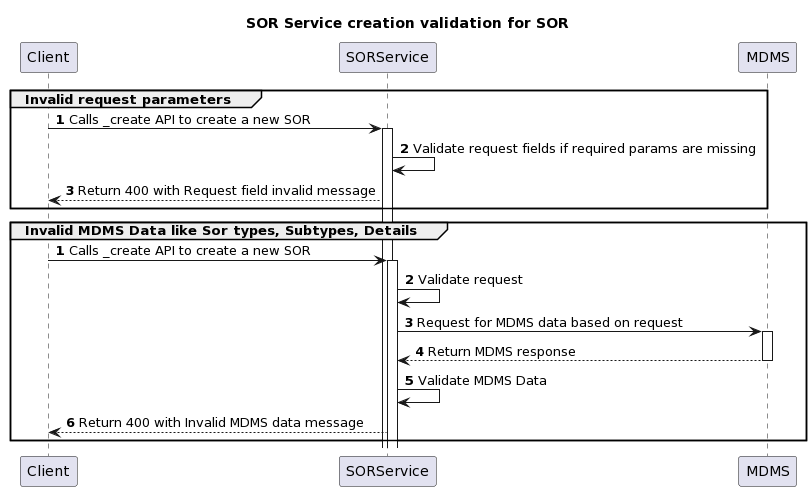 SOR Service creation validation for SOR
Client
SORService
MDMS
Invalid request parameters
1 Calls _create API to create a new SOR
2 Validate request fields if required params are missing
3 Return 400 with Request field invalid message
Invalid MDMS Data like Sor types, Subtypes, Details
1 Calls _create API to create a new SOR
2 Validate request
3 Request for MDMS data based on request
4 Return MDMS response
5 Validate MDMS Data
6 Return 400 with Invalid MDMS data message
Client
SORService
MDMS